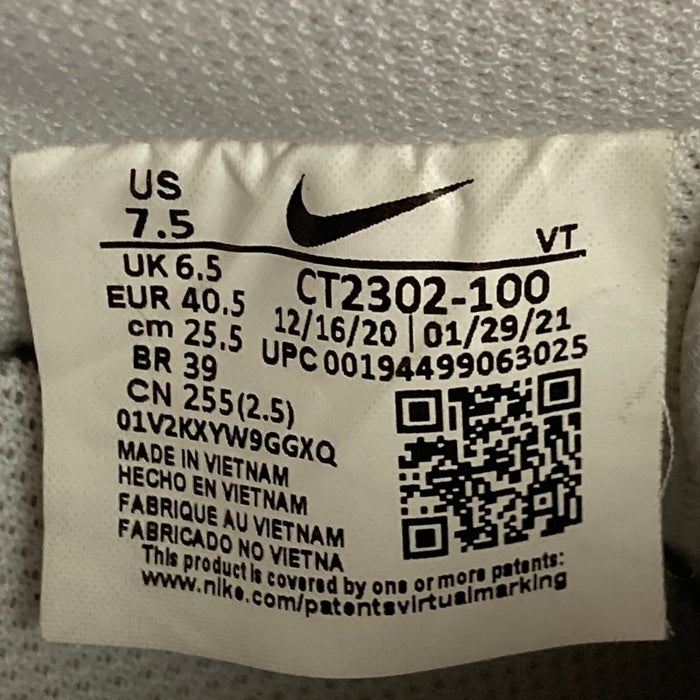 US
7.5
VT
UK 6.5
EUR 40.5
cm 25.5
BR 39
CN 255(2.5)
CT2302-100
12/16/20 | 01/29/21
UPC 00194499063025
01V2KXYW9GGXQ
MADE IN VIETNAM
HECHO EN VIETNAM
FABRIQUE AU VIETNAM
FABRICADO NO VIETNA
This product is covered by one or more patents:
www.nike.com/patentsvirtualmarking